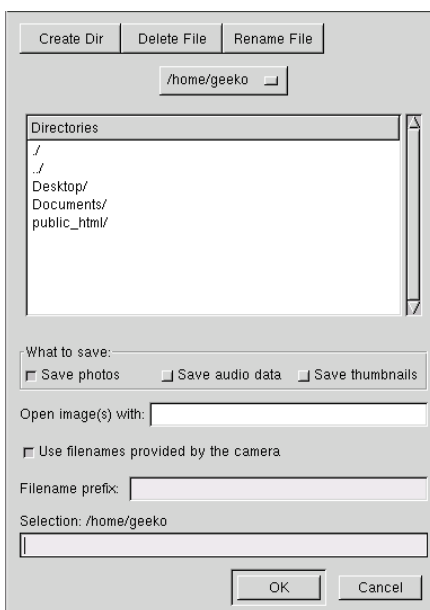 Create Dir Delete File Rename File
/home/geeko
Directories
./
../
Desktop/
Documents/
public_html/
What to save:
Save photos Save audio data Save thumbnails
Open image(s) with:
Use filenames provided by the camera
Filename prefix:
Selection: /home/geeko
OK Cancel